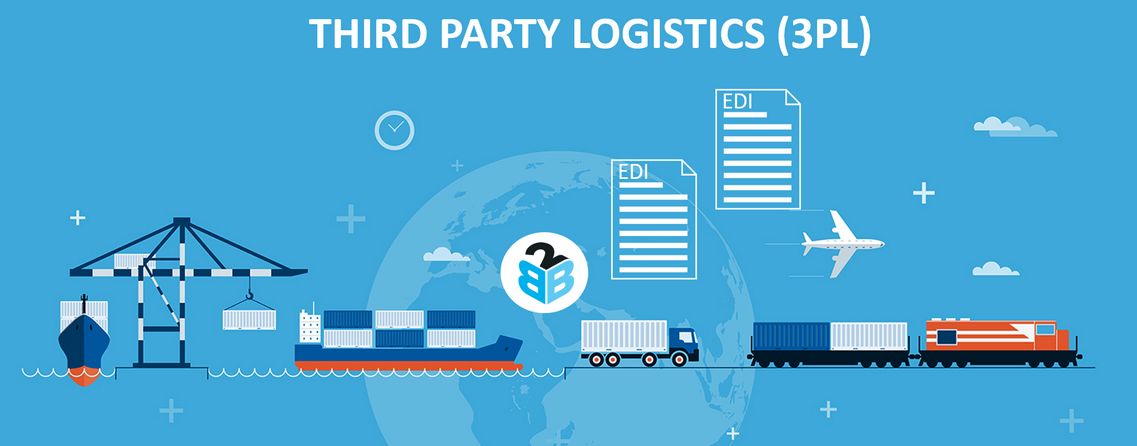 THIRD PARTY LOGISTICS (3PL)
EDI
EDI
B2B